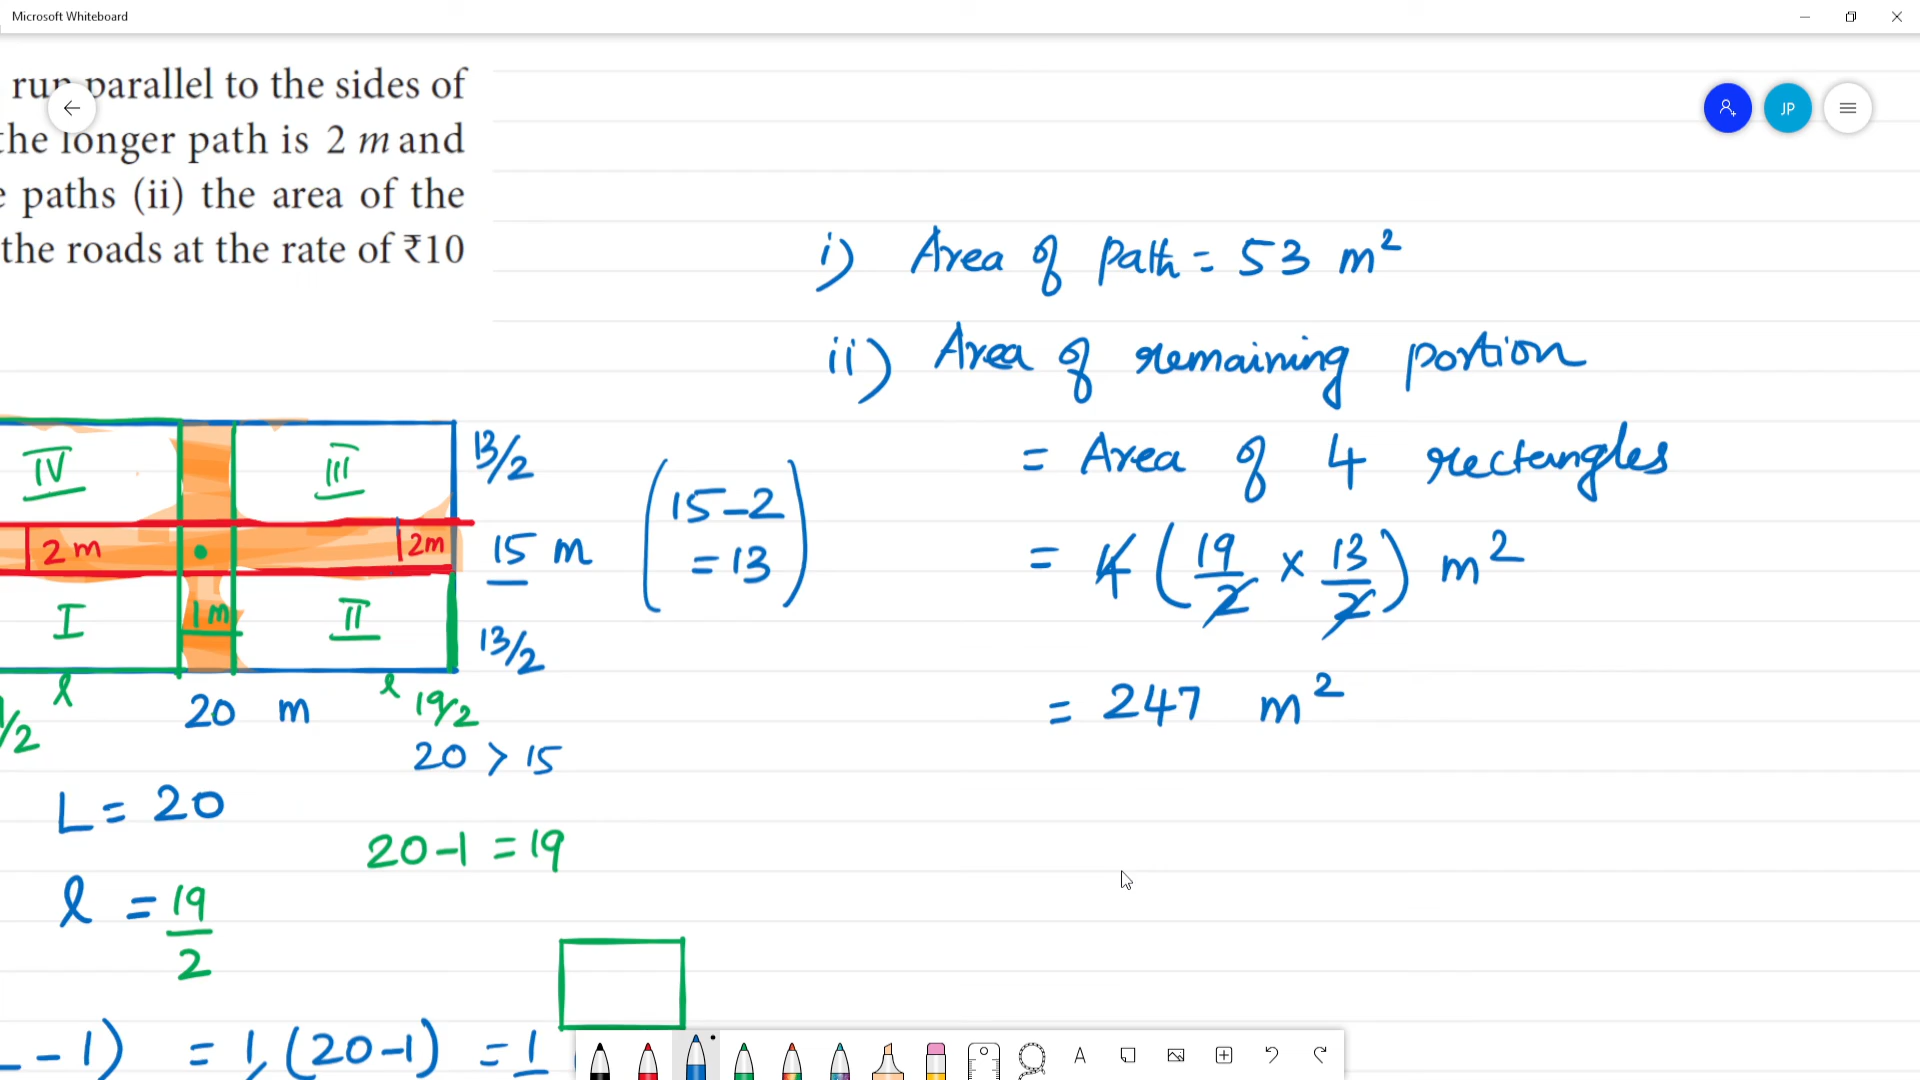 Microsoft Whiteboard
run parallel to the sides of
the longer path is 2 m and
e paths (ii) the area of the
the roads at the rate of ₹10
JP
i) Area of path = 53 m²
ii) Area of remaining portion
= Area of 4 rectangles
= 4 ( 19/2 x 13/2 ) m²
= 247 m²
IV
III
13/2
2 m
2m
15 m
( 15-2 = 13 )
I
1m
II
13/2
l
l
19/2
/2
20 m
20 > 15
L = 20
20-1 = 19
l = 19/2
- 1) = 1 (20-1) = 1
A